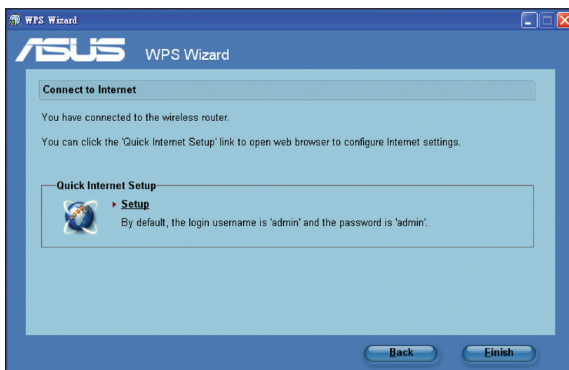 WPS Wizard
ASUS WPS Wizard
Connect to Internet
You have connected to the wireless router.
You can click the 'Quick Internet Setup' link to open web browser to configure Internet settings.
Quick Internet Setup
Setup
By default, the login username is 'admin' and the password is 'admin'.
Back Finish